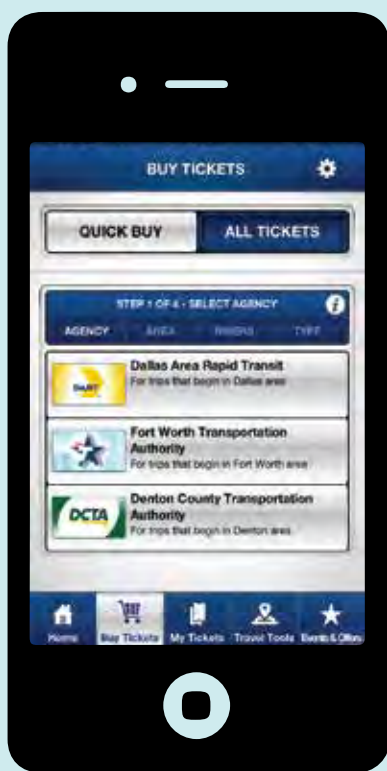 BUY TICKETS
QUICK BUY ALL TICKETS
STEP 1 OF 4 - SELECT AGENCY
AGENCY AREA RIDERS TYPE
Dallas Area Rapid Transit
For trips that begin in Dallas area
DART
Fort Worth Transportation
Authority
For trips that begin in Fort Worth area
Denton County Transportation
Authority
For trips that begin in Denton area
DCTA
Home Buy Tickets My Tickets Travel Tools Events & Offers